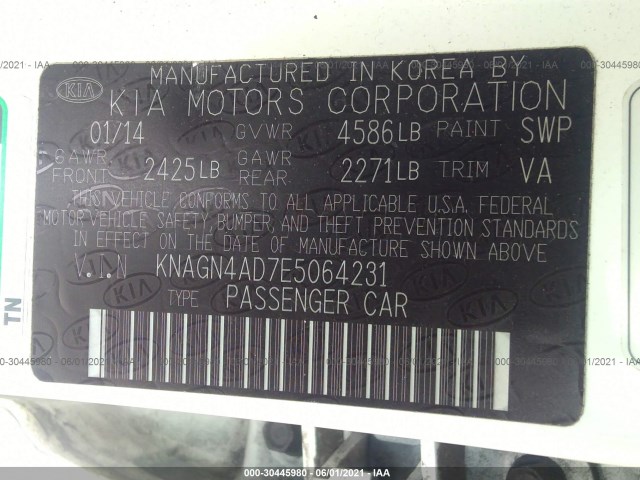 MANUFACTURED IN KOREA BY
KIA KIA MOTORS CORPORATION
01/14 GVWR 4586LB PAINT SWP
GAWR FRONT 2425LB GAWR REAR 2271LB TRIM VA
THIS VEHICLE CONFORMS TO ALL APPLICABLE U.S.A. FEDERAL
MOTOR VEHICLE SAFETY, BUMPER, AND THEFT PREVENTION STANDARDS
IN EFFECT ON THE DATE OF MANUFACTURE SHOWN ABOVE
V.I.N KNAGN4AD7E5064231
TYPE PASSENGER CAR
TN
000-30445980 - 06/01/2021 - IAA